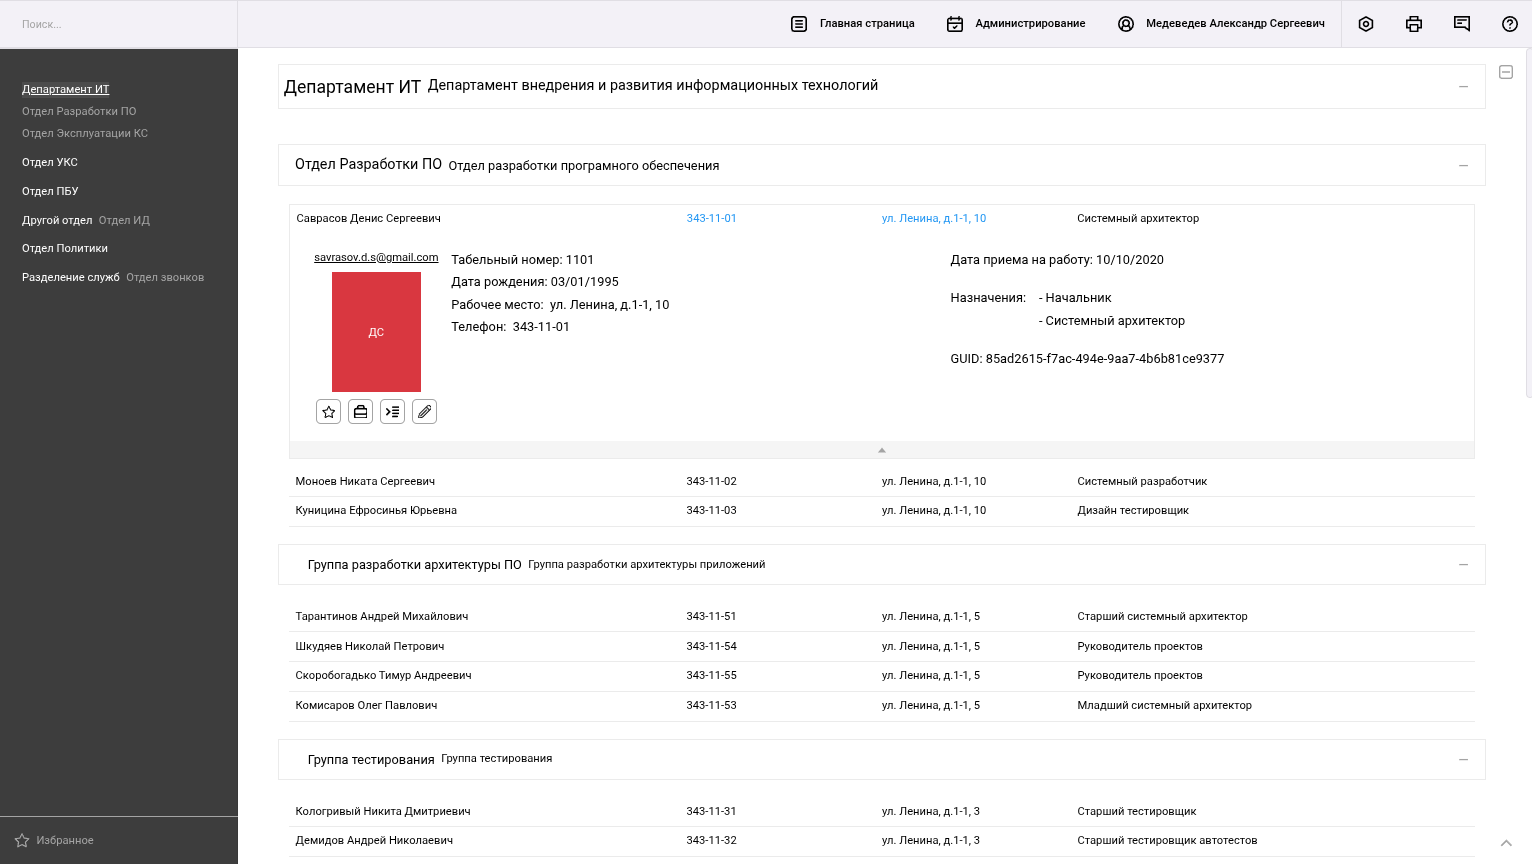 Поиск...
Главная страница
Администрирование
Медеведев Александр Сергеевич
Департамент ИТ
Отдел Разработки ПО
Отдел Эксплуатации КС
Отдел УКС
Отдел ПБУ
Другой отдел Отдел ИД
Отдел Политики
Разделение служб Отдел звонков
Избранное
Департамент ИТ Департамент внедрения и развития информационных технологий
Отдел Разработки ПО Отдел разработки програмного обеспечения
Саврасов Денис Сергеевич 343-11-01 ул. Ленина, д.1-1, 10 Системный архитектор
savrasov.d.s@gmail.com
ДС
Табельный номер: 1101
Дата рождения: 03/01/1995
Рабочее место: ул. Ленина, д.1-1, 10
Телефон: 343-11-01
Дата приема на работу: 10/10/2020
Назначения: - Начальник
- Системный архитектор
GUID: 85ad2615-f7ac-494e-9aa7-4b6b81ce9377
Моноев Никата Сергеевич 343-11-02 ул. Ленина, д.1-1, 10 Системный разработчик
Куницина Ефросинья Юрьевна 343-11-03 ул. Ленина, д.1-1, 10 Дизайн тестировщик
Группа разработки архитектуры ПО Группа разработки архитектуры приложений
Тарантинов Андрей Михайлович 343-11-51 ул. Ленина, д.1-1, 5 Старший системный архитектор
Шкудяев Николай Петрович 343-11-54 ул. Ленина, д.1-1, 5 Руководитель проектов
Скоробогадько Тимур Андреевич 343-11-55 ул. Ленина, д.1-1, 5 Руководитель проектов
Комисаров Олег Павлович 343-11-53 ул. Ленина, д.1-1, 5 Младший системный архитектор
Группа тестирования Группа тестирования
Кологривый Никита Дмитриевич 343-11-31 ул. Ленина, д.1-1, 3 Старший тестировщик
Демидов Андрей Николаевич 343-11-32 ул. Ленина, д.1-1, 3 Старший тестировщик автотестов